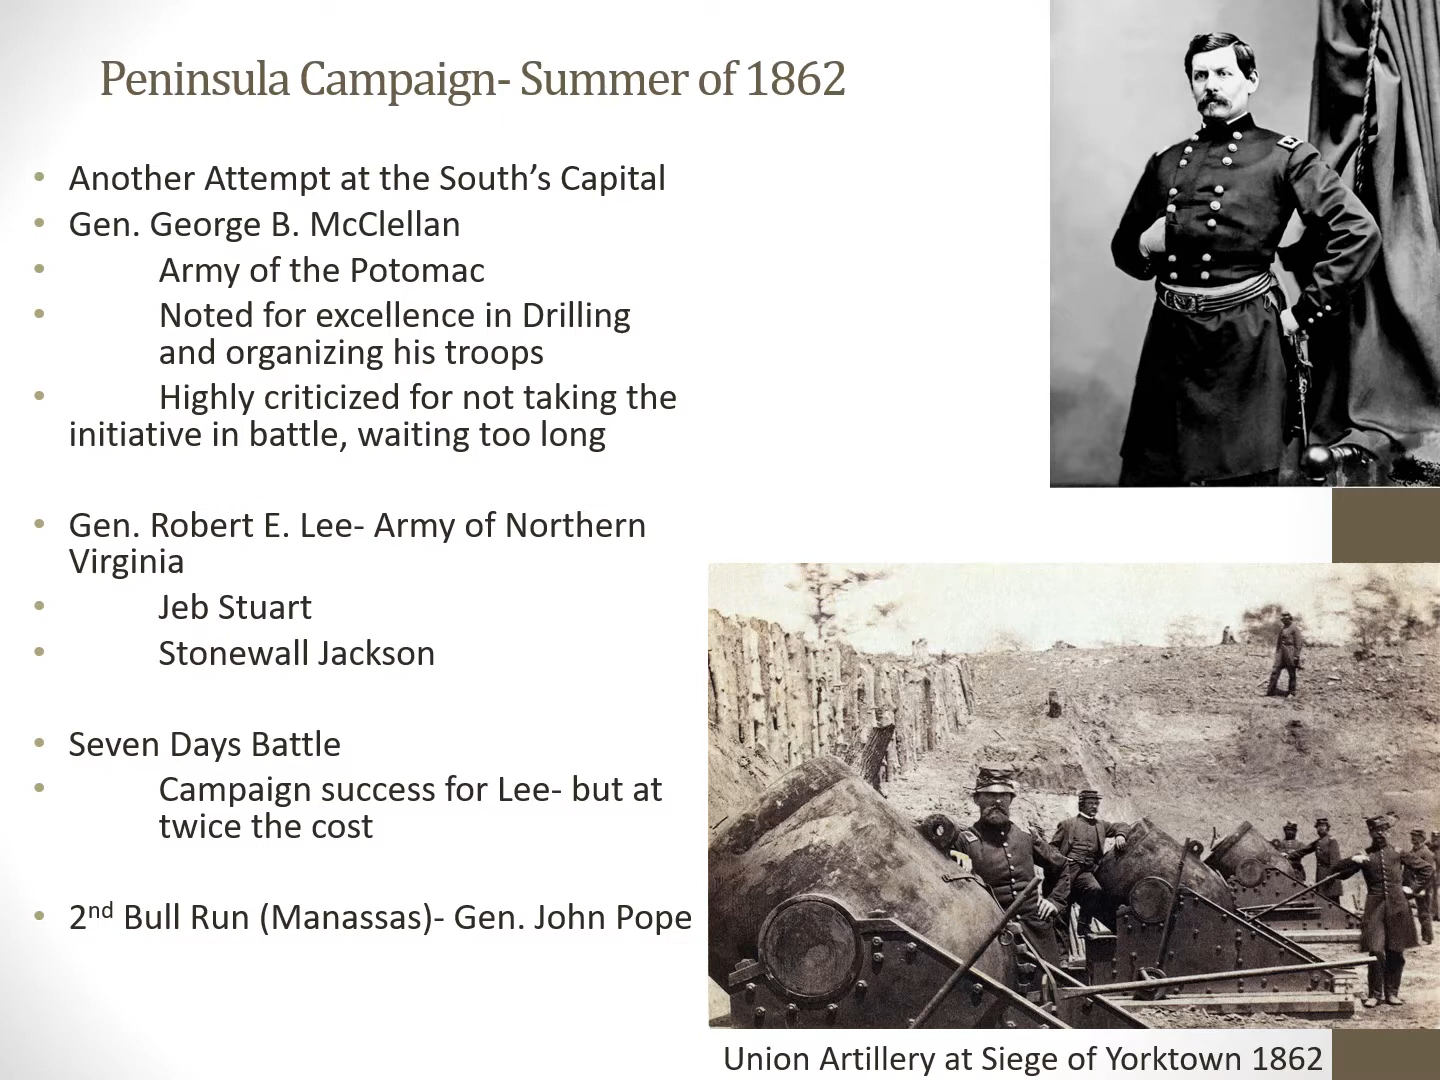 Peninsula Campaign- Summer of 1862
• Another Attempt at the South’s Capital
• Gen. George B. McClellan
• Army of the Potomac
• Noted for excellence in Drilling
and organizing his troops
• Highly criticized for not taking the
initiative in battle, waiting too long
• Gen. Robert E. Lee- Army of Northern
Virginia
• Jeb Stuart
• Stonewall Jackson
• Seven Days Battle
• Campaign success for Lee- but at
twice the cost
• 2nd Bull Run (Manassas)- Gen. John Pope
Union Artillery at Siege of Yorktown 1862